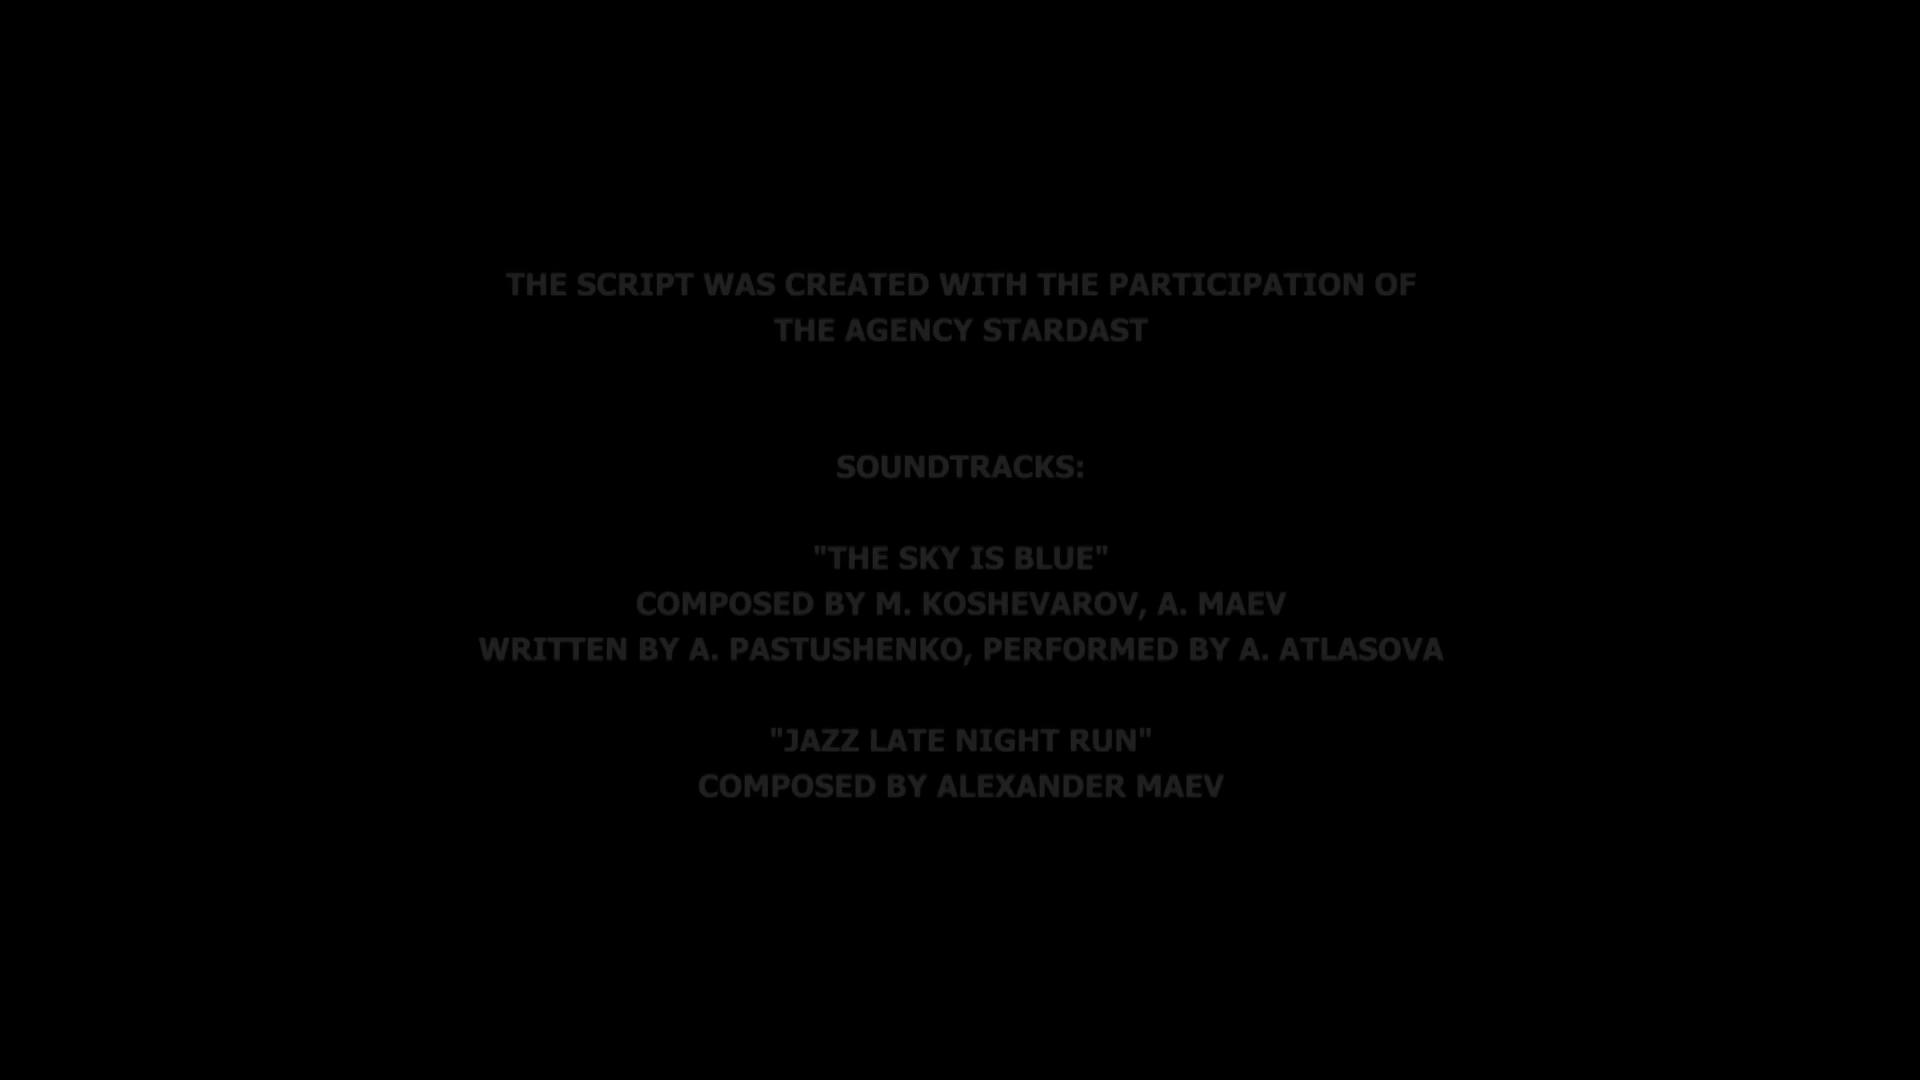 THE SCRIPT WAS CREATED WITH THE PARTICIPATION OF
THE AGENCY STARDAST
SOUNDTRACKS:
"THE SKY IS BLUE"
COMPOSED BY M. KOSHEVAROV, A. MAEV
WRITTEN BY A. PASTUSHENKO, PERFORMED BY A. ATLASOVA
"JAZZ LATE NIGHT RUN"
COMPOSED BY ALEXANDER MAEV